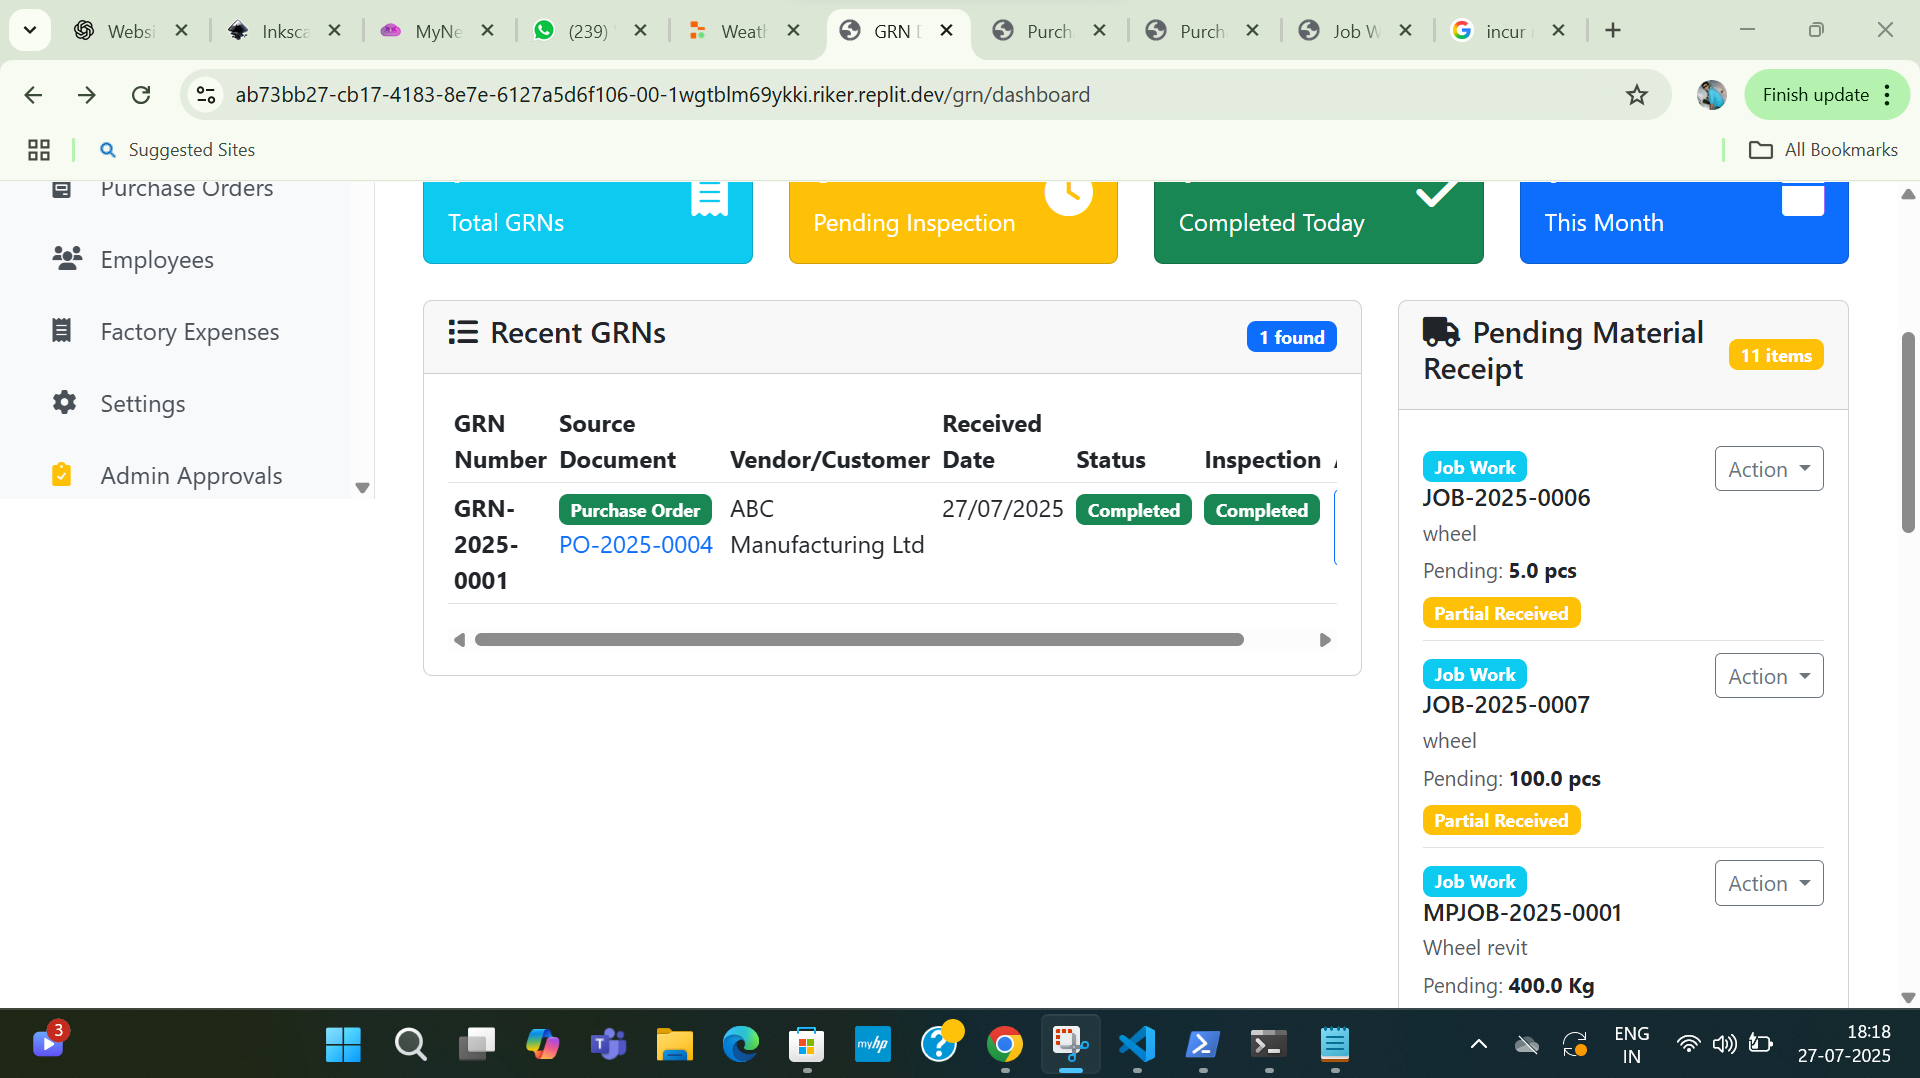 Websi
Inksca
MyNe
(239)
Weath
GRN D
Purch
Purch
Job W
incur
ab73bb27-cb17-4183-8e7e-6127a5d6f106-00-1wgtblm69ykki.riker.replit.dev/grn/dashboard
Finish update
Suggested Sites
All Bookmarks
Purchase Orders
Employees
Factory Expenses
Settings
Admin Approvals
Total GRNs
Pending Inspection
Completed Today
This Month
Recent GRNs
1 found
GRN Number
Source Document
Vendor/Customer
Received Date
Status
Inspection
GRN-2025-0001
Purchase Order
PO-2025-0004
ABC Manufacturing Ltd
27/07/2025
Completed
Completed
Pending Material Receipt
11 items
Job Work
JOB-2025-0006
wheel
Pending: 5.0 pcs
Partial Received
Action
Job Work
JOB-2025-0007
wheel
Pending: 100.0 pcs
Partial Received
Action
Job Work
MPJOB-2025-0001
Wheel revit
Pending: 400.0 Kg
Action
3
myhp
ENG
IN
18:18
27-07-2025